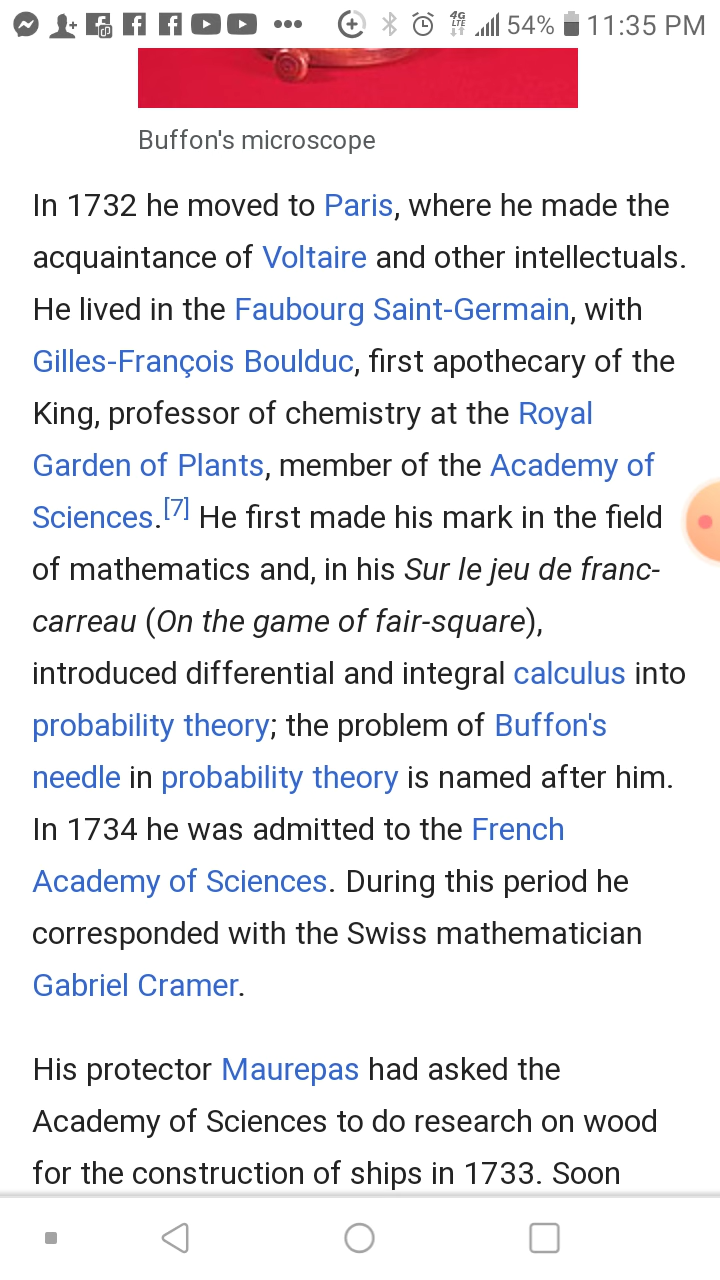 4G LTE 54% 11:35 PM
Buffon's microscope
In 1732 he moved to Paris, where he made the
acquaintance of Voltaire and other intellectuals.
He lived in the Faubourg Saint-Germain, with
Gilles-François Boulduc, first apothecary of the
King, professor of chemistry at the Royal
Garden of Plants, member of the Academy of
Sciences.[7] He first made his mark in the field
of mathematics and, in his Sur le jeu de franc-
carreau (On the game of fair-square),
introduced differential and integral calculus into
probability theory; the problem of Buffon's
needle in probability theory is named after him.
In 1734 he was admitted to the French
Academy of Sciences. During this period he
corresponded with the Swiss mathematician
Gabriel Cramer.
His protector Maurepas had asked the
Academy of Sciences to do research on wood
for the construction of ships in 1733. Soon